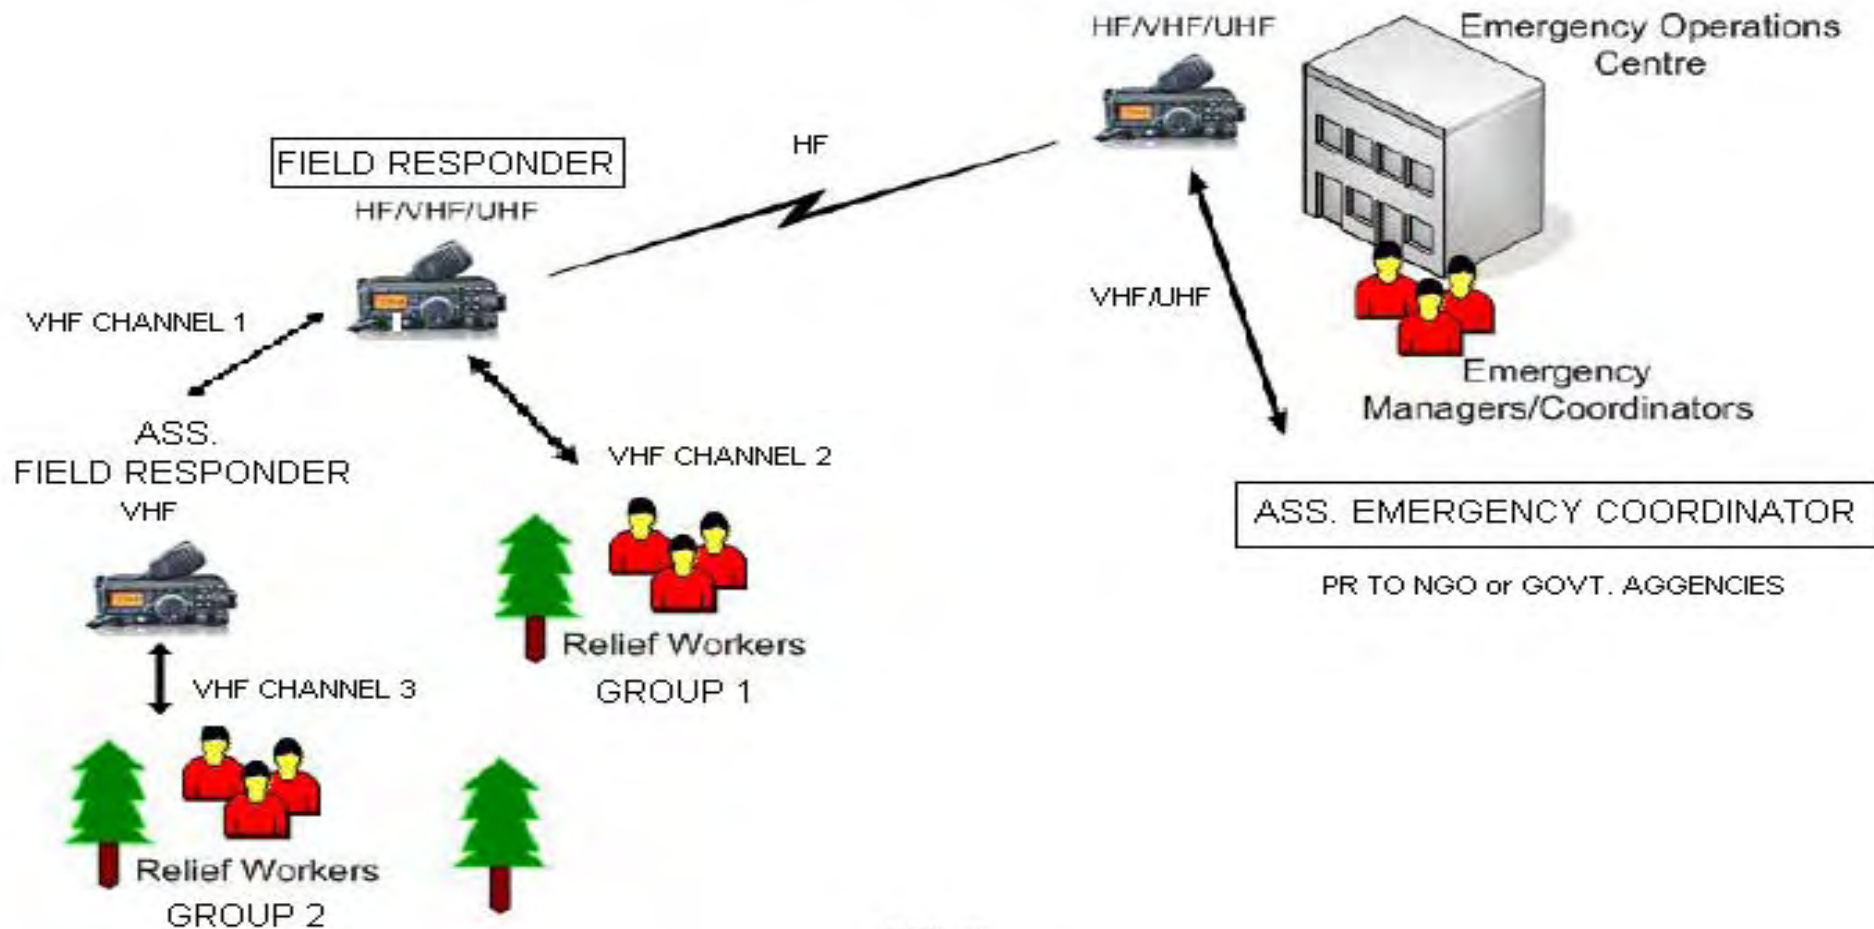 HF/VHF/UHF
Emergency Operations
Centre
HF
FIELD RESPONDER
HF/VHF/UHF
VHF CHANNEL 1
VHF/UHF
Emergency
Managers/Coordinators
ASS.
FIELD RESPONDER
VHF
VHF CHANNEL 2
ASS. EMERGENCY COORDINATOR
PR TO NGO or GOVT. AGGENCIES
Relief Workers
GROUP 1
VHF CHANNEL 3
Relief Workers
GROUP 2